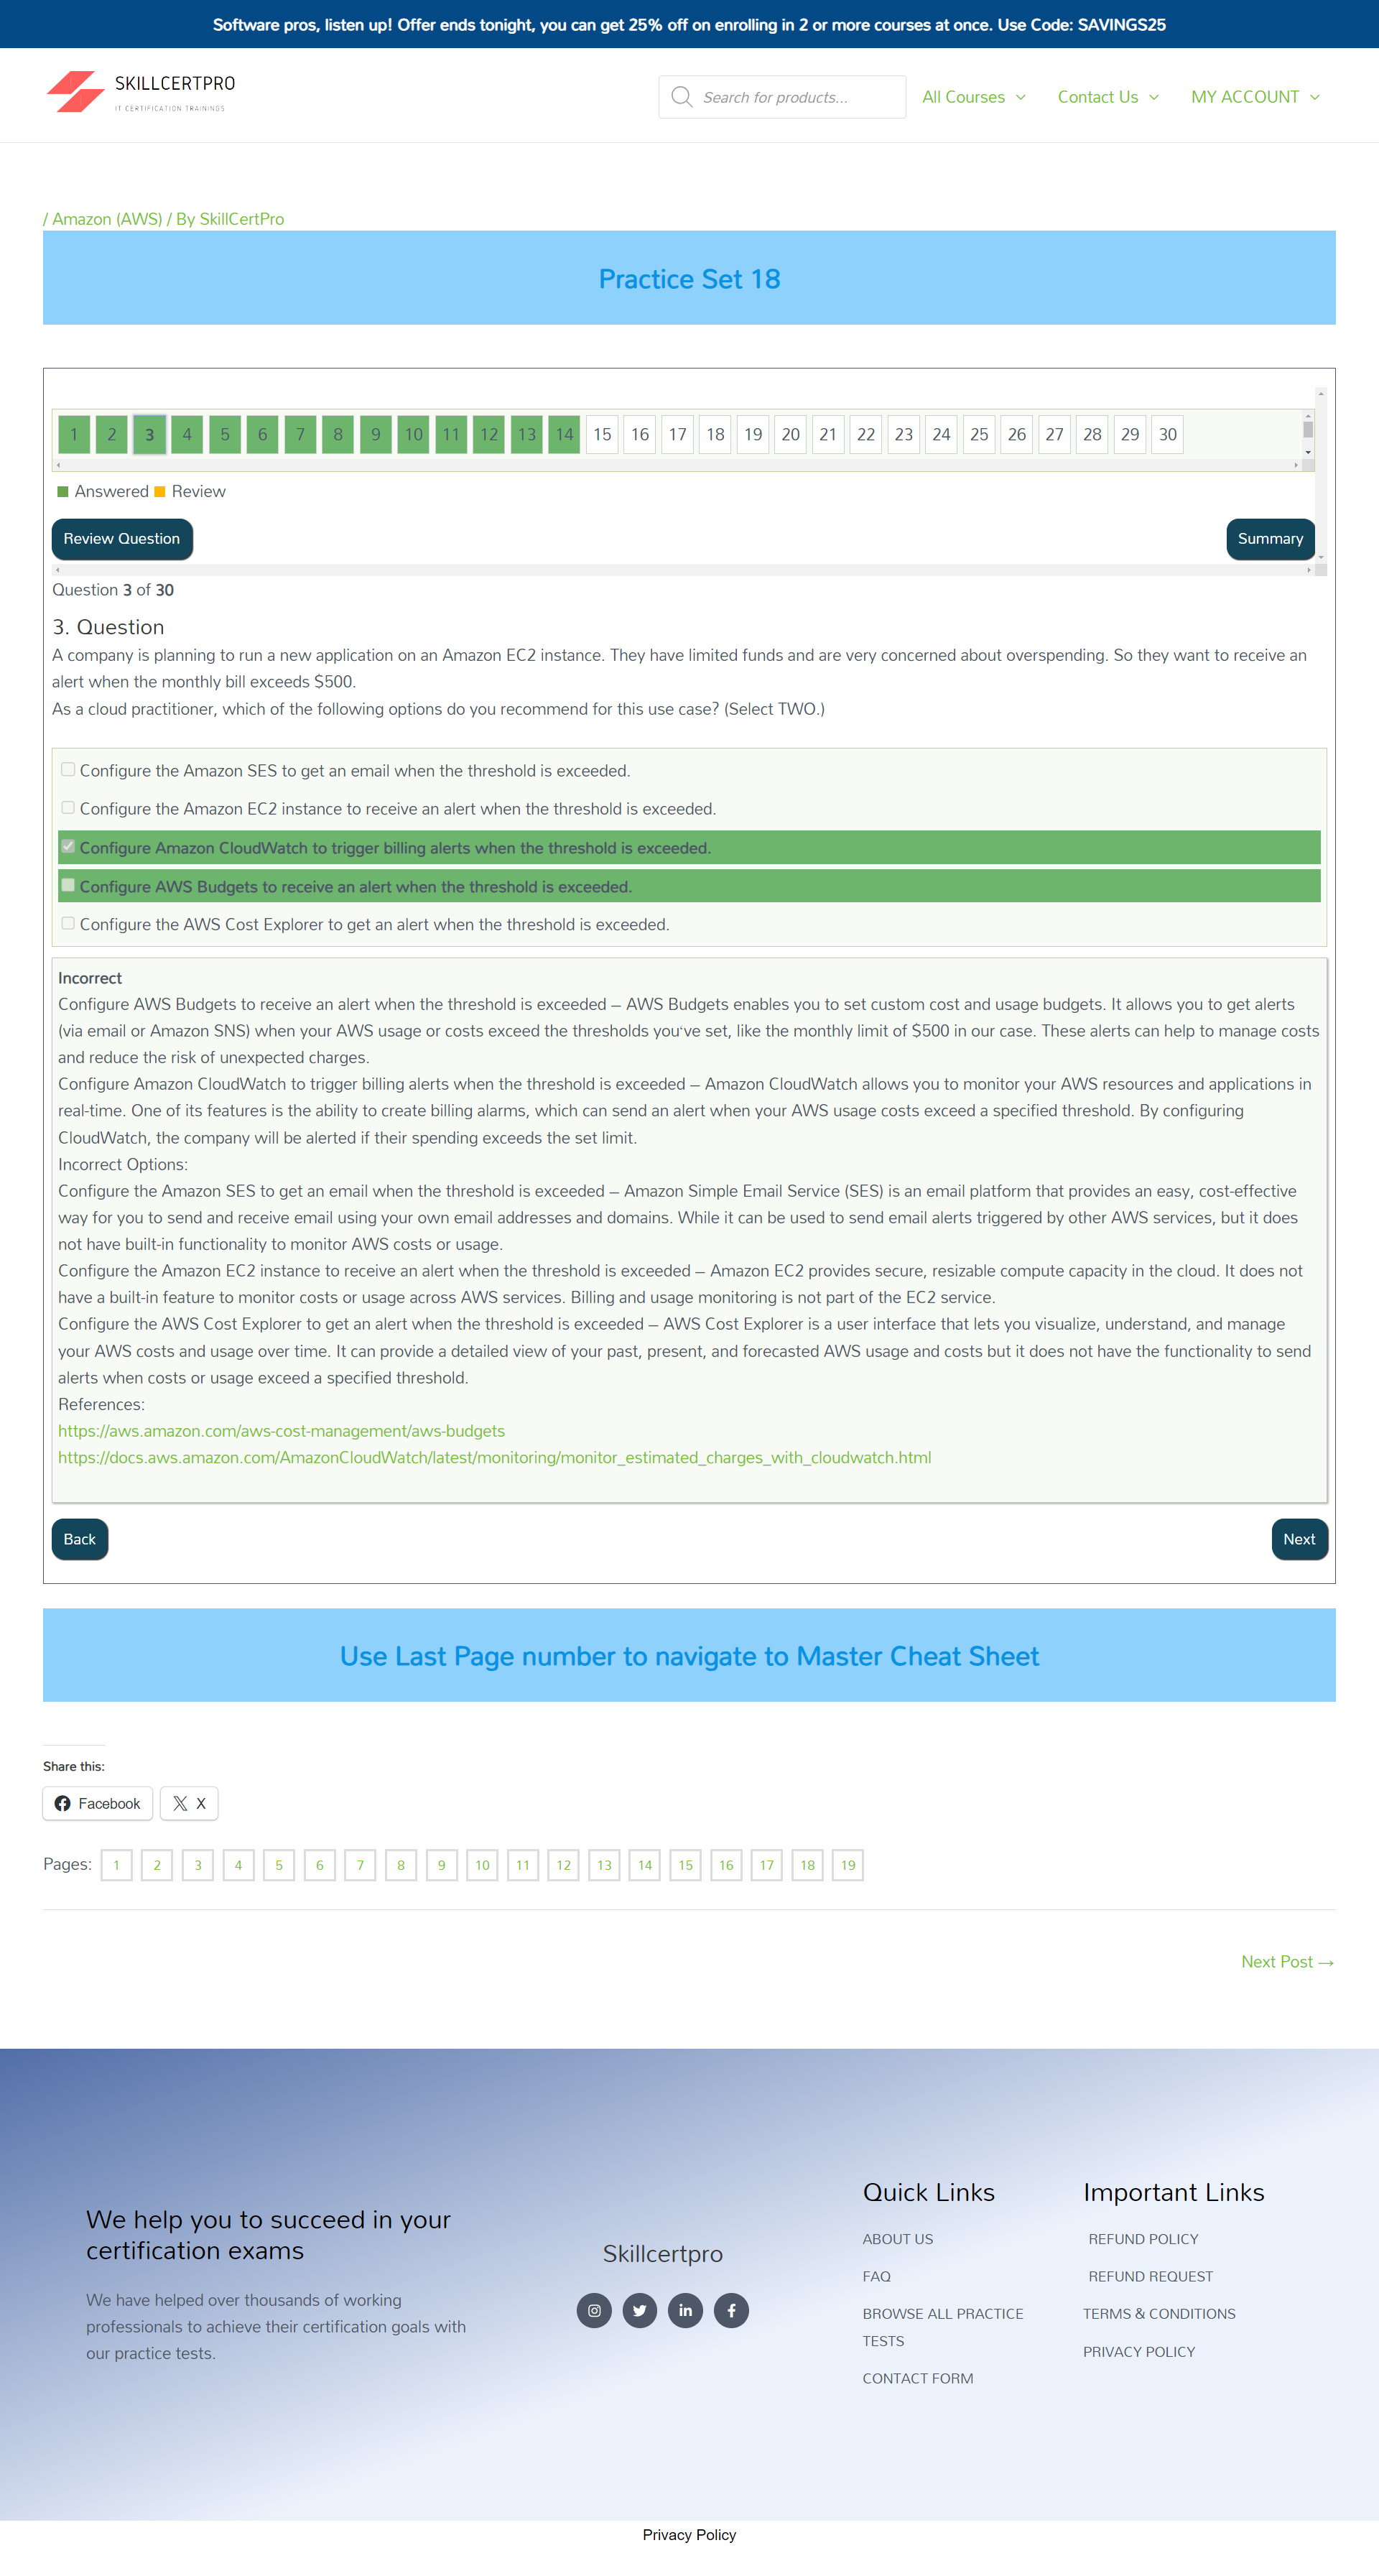 Software pros, listen up! Offer ends tonight, you can get 25% off on enrolling in 2 or more courses at once. Use Code: SAVINGS25
SKILLCERTPRO
IT CERTIFICATION TRAININGS
Search for products...
All Courses
Contact Us
MY ACCOUNT
/ Amazon (AWS) / By SkillCertPro
Practice Set 18
1 2 3 4 5 6 7 8 9 10 11 12 13 14 15 16 17 18 19 20 21 22 23 24 25 26 27 28 29 30
Answered Review
Review Question
Summary
Question 3 of 30
3. Question
A company is planning to run a new application on an Amazon EC2 instance. They have limited funds and are very concerned about overspending. So they want to receive an
alert when the monthly bill exceeds $500.
As a cloud practitioner, which of the following options do you recommend for this use case? (Select TWO.)
Configure the Amazon SES to get an email when the threshold is exceeded.
Configure the Amazon EC2 instance to receive an alert when the threshold is exceeded.
Configure Amazon CloudWatch to trigger billing alerts when the threshold is exceeded.
Configure AWS Budgets to receive an alert when the threshold is exceeded.
Configure the AWS Cost Explorer to get an alert when the threshold is exceeded.
Incorrect
Configure AWS Budgets to receive an alert when the threshold is exceeded – AWS Budgets enables you to set custom cost and usage budgets. It allows you to get alerts
(via email or Amazon SNS) when your AWS usage or costs exceed the thresholds you've set, like the monthly limit of $500 in our case. These alerts can help to manage costs
and reduce the risk of unexpected charges.
Configure Amazon CloudWatch to trigger billing alerts when the threshold is exceeded – Amazon CloudWatch allows you to monitor your AWS resources and applications in
real-time. One of its features is the ability to create billing alarms, which can send an alert when your AWS usage costs exceed a specified threshold. By configuring
CloudWatch, the company will be alerted if their spending exceeds the set limit.
Incorrect Options:
Configure the Amazon SES to get an email when the threshold is exceeded – Amazon Simple Email Service (SES) is an email platform that provides an easy, cost-effective
way for you to send and receive email using your own email addresses and domains. While it can be used to send email alerts triggered by other AWS services, but it does
not have built-in functionality to monitor AWS costs or usage.
Configure the Amazon EC2 instance to receive an alert when the threshold is exceeded – Amazon EC2 provides secure, resizable compute capacity in the cloud. It does not
have a built-in feature to monitor costs or usage across AWS services. Billing and usage monitoring is not part of the EC2 service.
Configure the AWS Cost Explorer to get an alert when the threshold is exceeded – AWS Cost Explorer is a user interface that lets you visualize, understand, and manage
your AWS costs and usage over time. It can provide a detailed view of your past, present, and forecasted AWS usage and costs but it does not have the functionality to send
alerts when costs or usage exceed a specified threshold.
References:
https://aws.amazon.com/aws-cost-management/aws-budgets
https://docs.aws.amazon.com/AmazonCloudWatch/latest/monitoring/monitor_estimated_charges_with_cloudwatch.html
Back
Next
Use Last Page number to navigate to Master Cheat Sheet
Share this:
Facebook
X
Pages: 1 2 3 4 5 6 7 8 9 10 11 12 13 14 15 16 17 18 19
Next Post →
We help you to succeed in your
certification exams
We have helped over thousands of working
professionals to achieve their certification goals with
our practice tests.
Skillcertpro
Quick Links
ABOUT US
FAQ
BROWSE ALL PRACTICE
TESTS
CONTACT FORM
Important Links
REFUND POLICY
REFUND REQUEST
TERMS & CONDITIONS
PRIVACY POLICY
Privacy Policy